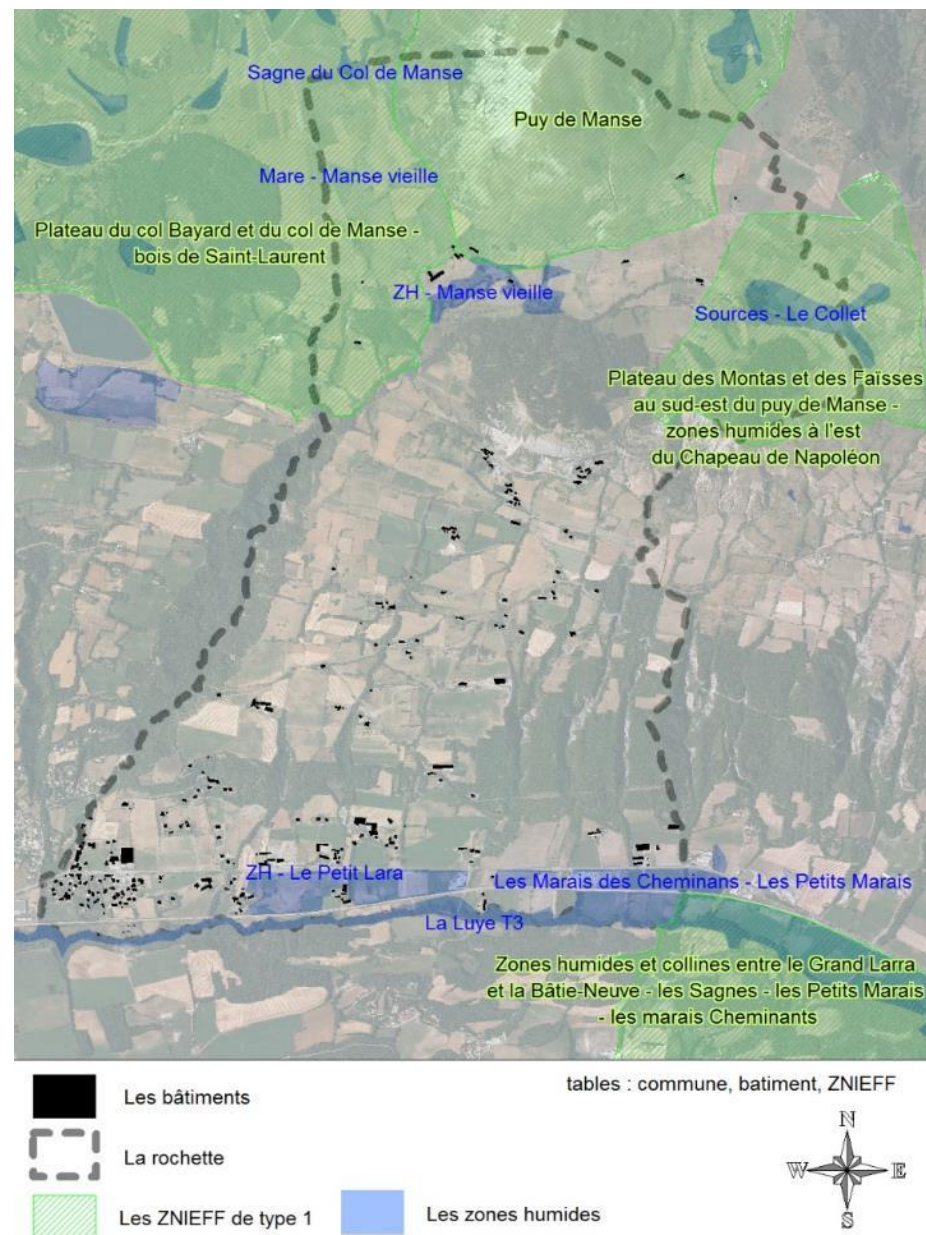 Sagne du Col de Manse
Puy de Manse
Mare - Manse vieille
Plateau du col Bayard et du col de Manse -
bois de Saint-Laurent
ZH - Manse vieille
Sources - Le Collet
Plateau des Montas et des Faïsses
au sud-est du puy de Manse -
zones humides à l'est
du Chapeau de Napoléon
ZH - Le Petit Lara
Les Marais des Cheminans - Les Petits Marais
La Luye T3
Zones humides et collines entre le Grand Larra
et la Bâtie-Neuve - les Sagnes - les Petits Marais
- les marais Cheminants
Les bâtiments
tables : commune, batiment, ZNIEFF
La rochette
N
W
E
S
Les ZNIEFF de type 1
Les zones humides